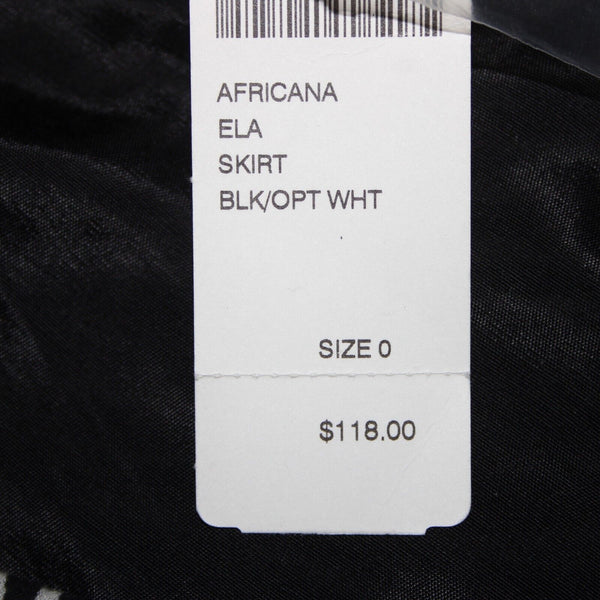 AFRICANA
ELA
SKIRT
BLK/OPT WHT
SIZE 0
$118.00